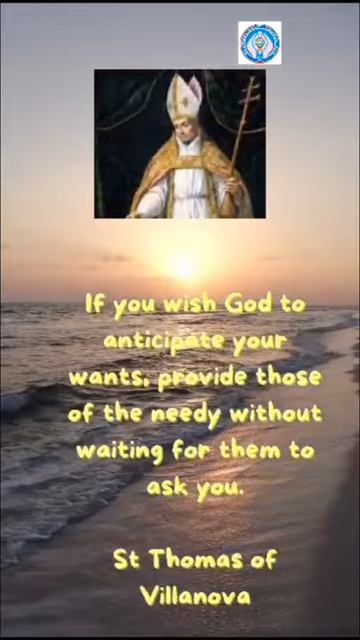 If you wish God to
anticipate your
wants, provide those
of the needy without
waiting for them to
ask you.
St Thomas of
Villanova